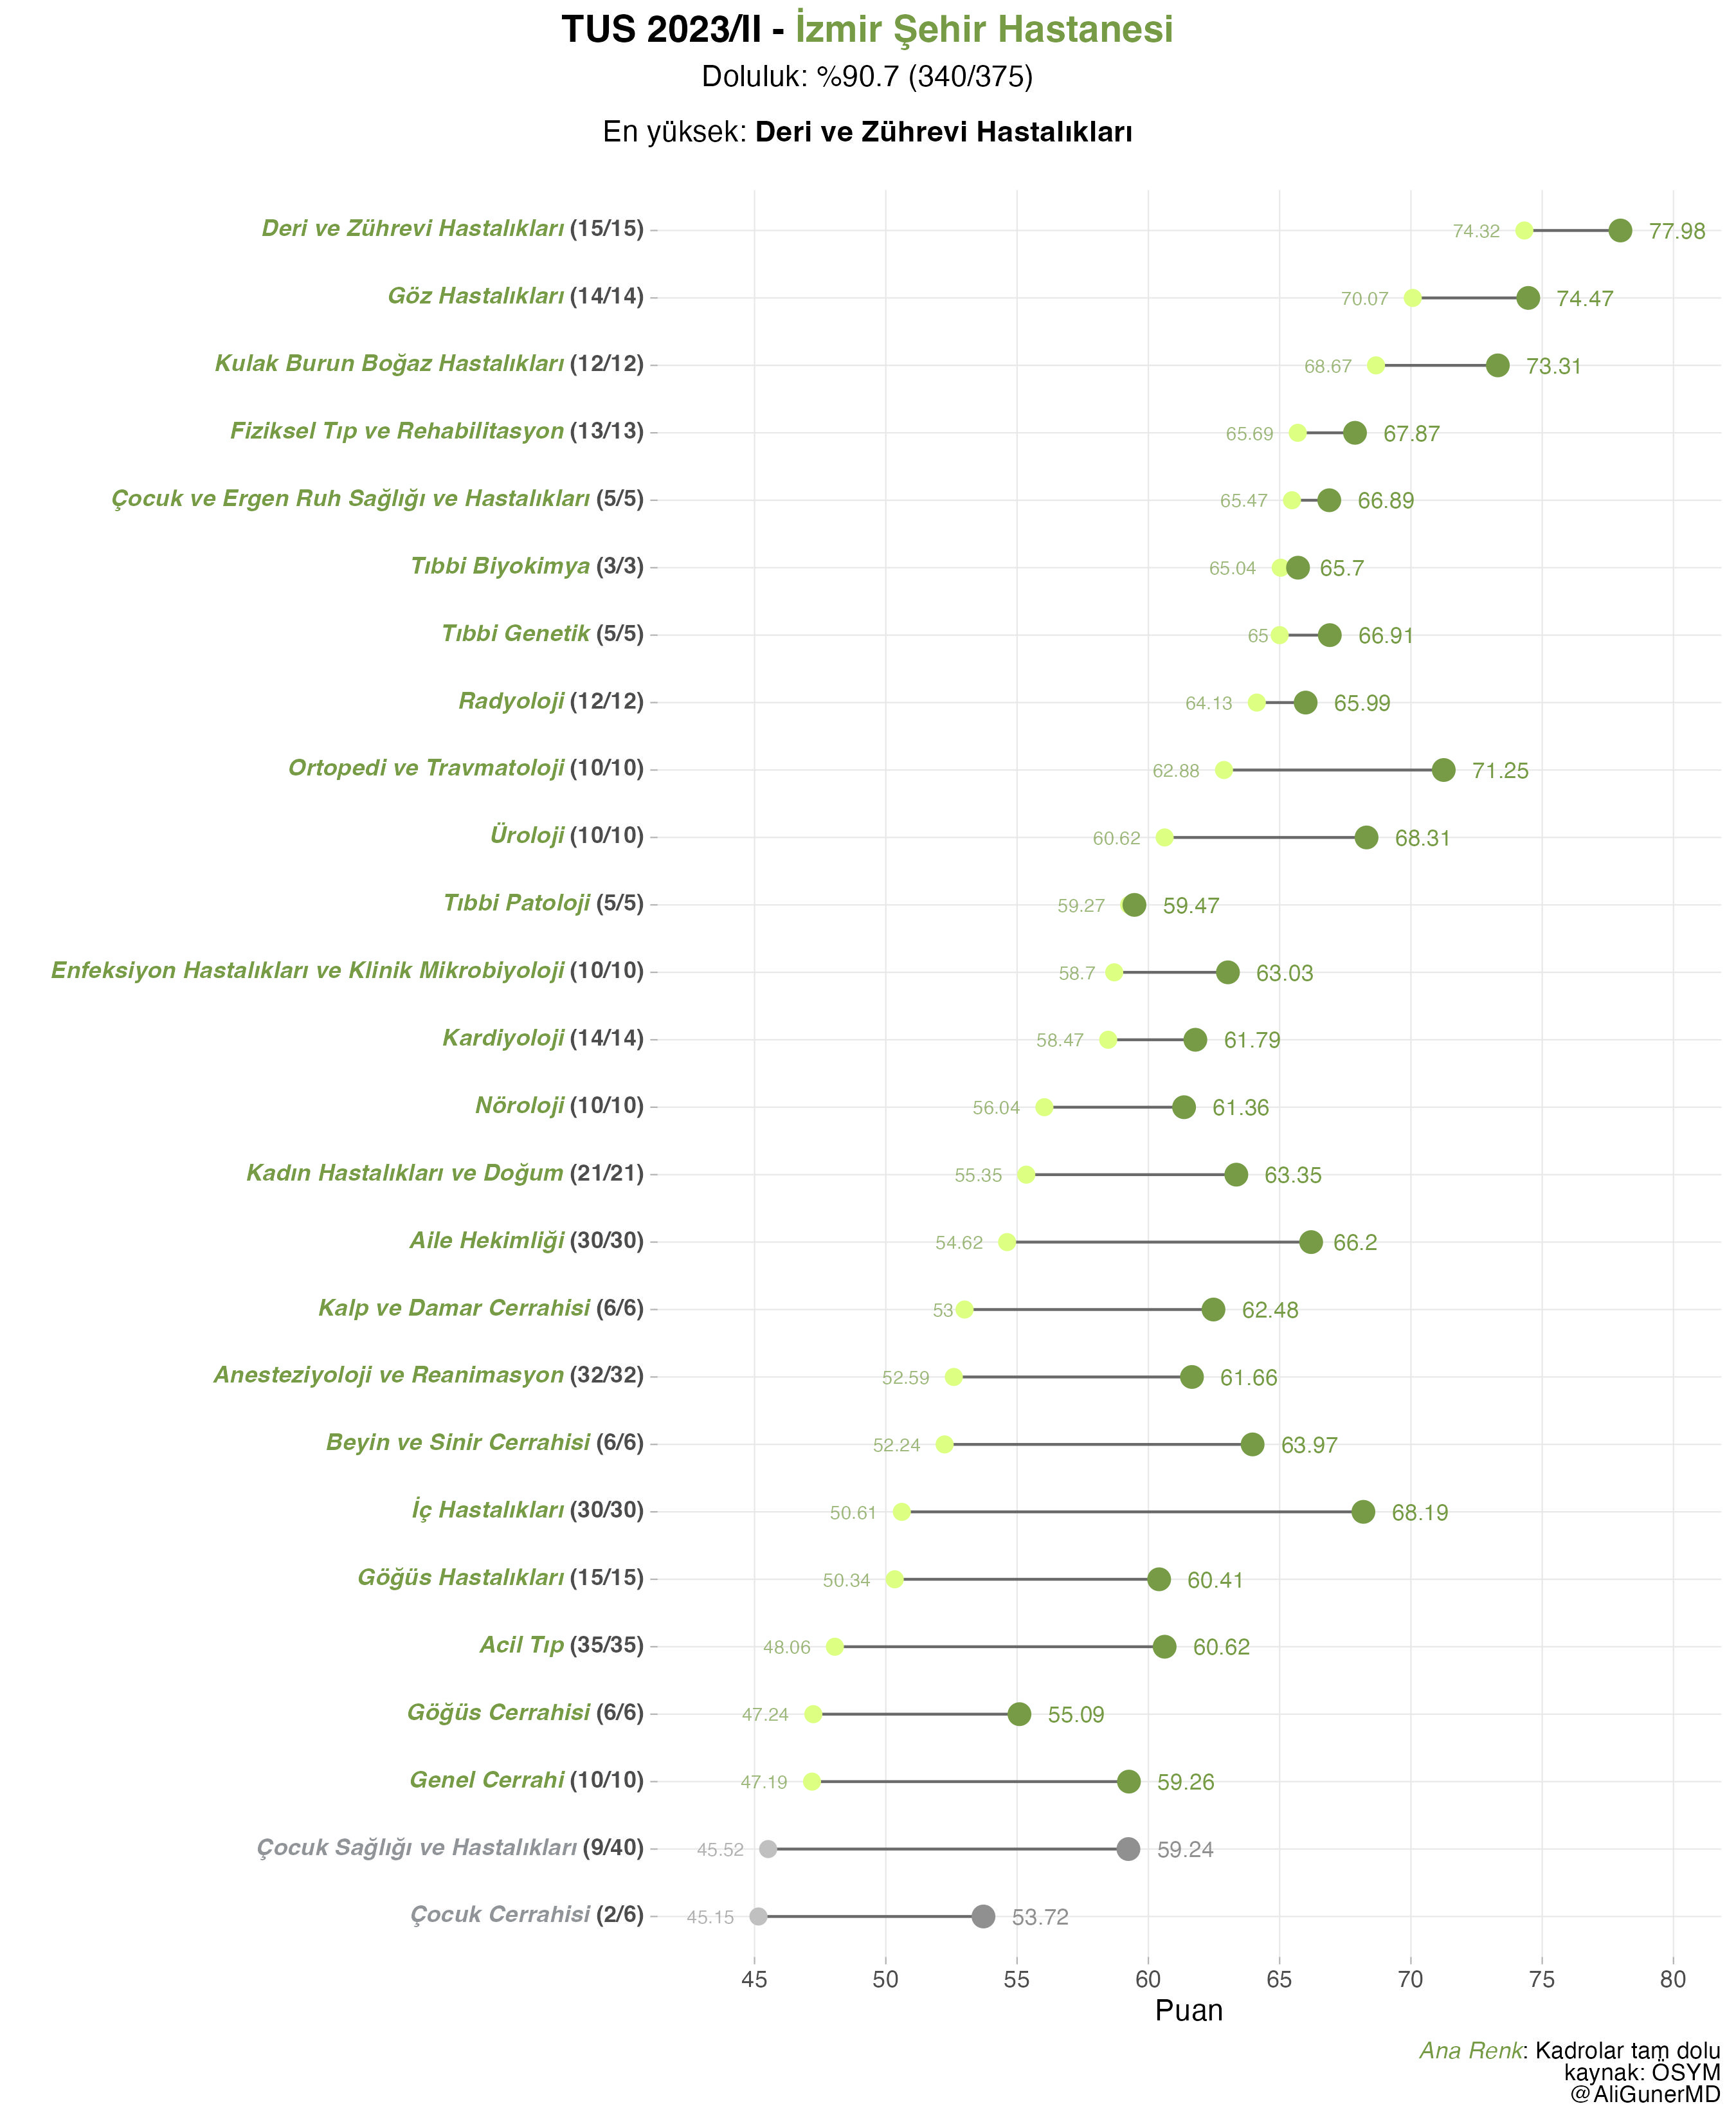 TUS 2023/II - İzmir Şehir Hastanesi
Doluluk: %90.7 (340/375)
En yüksek: Deri ve Zührevi Hastalıkları
Deri ve Zührevi Hastalıkları (15/15) 74.32 77.98
Göz Hastalıkları (14/14) 70.07 74.47
Kulak Burun Boğaz Hastalıkları (12/12) 68.67 73.31
Fiziksel Tıp ve Rehabilitasyon (13/13) 65.69 67.87
Çocuk ve Ergen Ruh Sağlığı ve Hastalıkları (5/5) 65.47 66.89
Tıbbi Biyokimya (3/3) 65.04 65.7
Tıbbi Genetik (5/5) 65 66.91
Radyoloji (12/12) 64.13 65.99
Ortopedi ve Travmatoloji (10/10) 62.88 71.25
Üroloji (10/10) 60.62 68.31
Tıbbi Patoloji (5/5) 59.27 59.47
Enfeksiyon Hastalıkları ve Klinik Mikrobiyoloji (10/10) 58.7 63.03
Kardiyoloji (14/14) 58.47 61.79
Nöroloji (10/10) 56.04 61.36
Kadın Hastalıkları ve Doğum (21/21) 55.35 63.35
Aile Hekimliği (30/30) 54.62 66.2
Kalp ve Damar Cerrahisi (6/6) 53 62.48
Anesteziyoloji ve Reanimasyon (32/32) 52.59 61.66
Beyin ve Sinir Cerrahisi (6/6) 52.24 63.97
İç Hastalıkları (30/30) 50.61 68.19
Göğüs Hastalıkları (15/15) 50.34 60.41
Acil Tıp (35/35) 48.06 60.62
Göğüs Cerrahisi (6/6) 47.24 55.09
Genel Cerrahi (10/10) 47.19 59.26
Çocuk Sağlığı ve Hastalıkları (9/40) 45.52 59.24
Çocuk Cerrahisi (2/6) 45.15 53.72
45 50 55 60 65 70 75 80
Puan
Ana Renk: Kadrolar tam dolu
kaynak: ÖSYM
@AliGunerMD